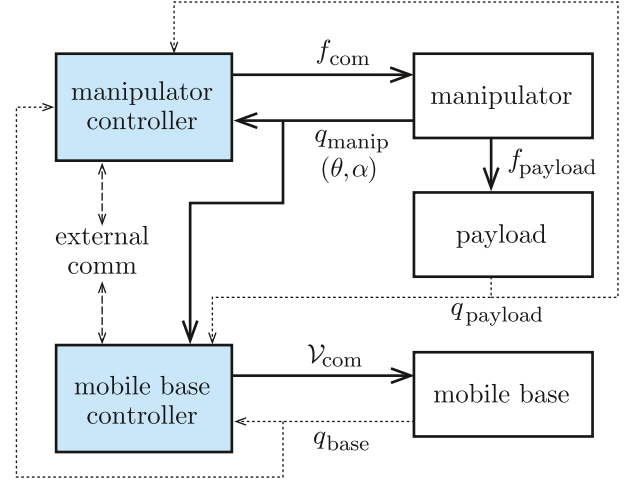 f_com
manipulator
controller
manipulator
q_manip
(θ, α)
f_payload
external
comm
payload
q_payload
mobile base
controller
𝒱_com
mobile base
q_base